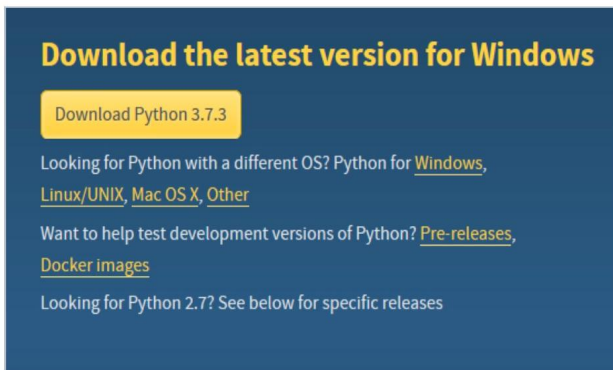 Download the latest version for Windows
Download Python 3.7.3
Looking for Python with a different OS? Python for Windows,
Linux/UNIX, Mac OS X, Other
Want to help test development versions of Python? Pre-releases,
Docker images
Looking for Python 2.7? See below for specific releases